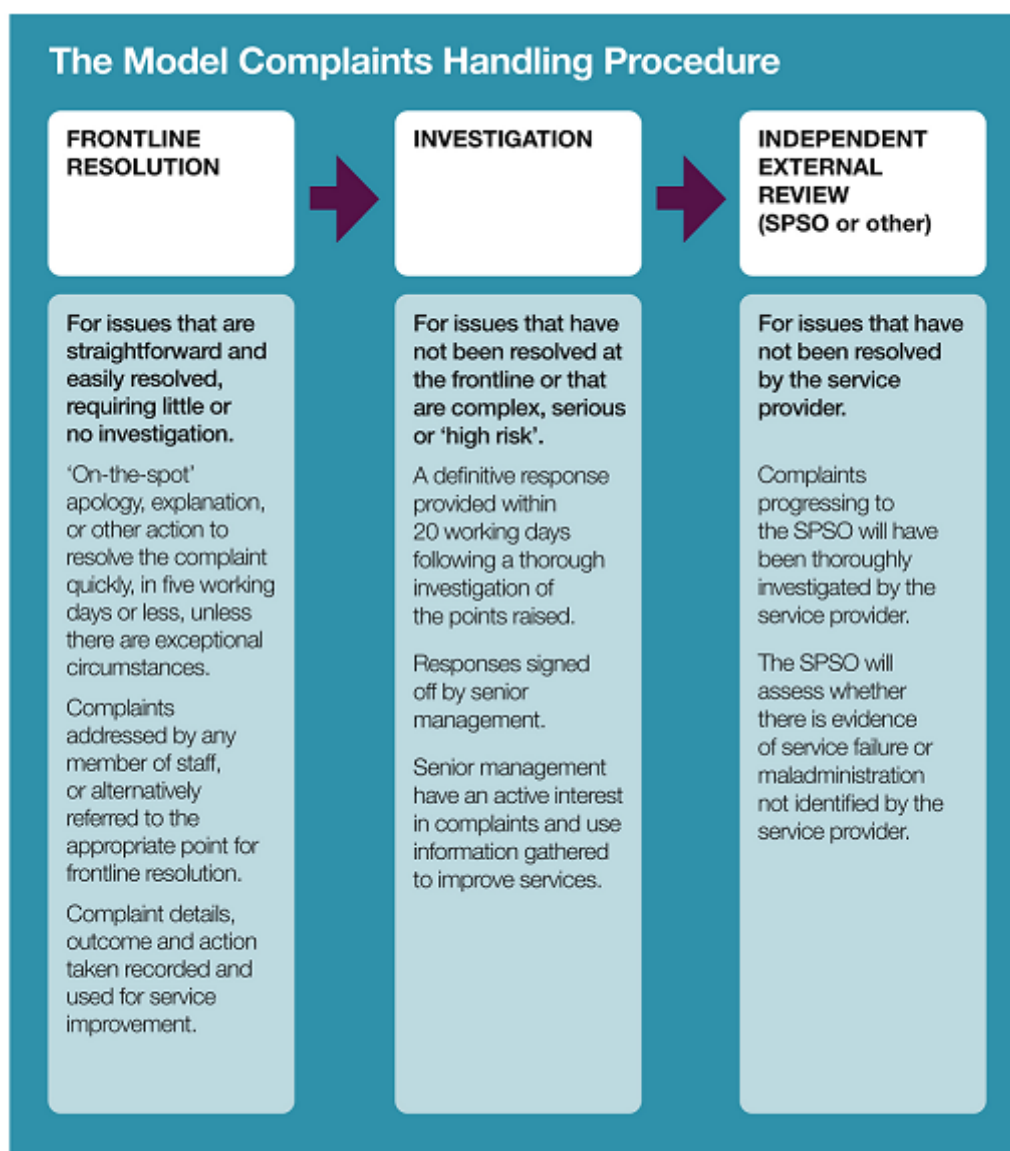 The Model Complaints Handling Procedure
FRONTLINE
RESOLUTION
INVESTIGATION
INDEPENDENT
EXTERNAL
REVIEW
(SPSO or other)
For issues that are
straightforward and
easily resolved,
requiring little or
no investigation.
‘On-the-spot’
apology, explanation,
or other action to
resolve the complaint
quickly, in five working
days or less, unless
there are exceptional
circumstances.
Complaints
addressed by any
member of staff,
or alternatively
referred to the
appropriate point for
frontline resolution.
Complaint details,
outcome and action
taken recorded and
used for service
improvement.
For issues that have
not been resolved at
the frontline or that
are complex, serious
or ‘high risk’.
A definitive response
provided within
20 working days
following a thorough
investigation of
the points raised.
Responses signed
off by senior
management.
Senior management
have an active interest
in complaints and use
information gathered
to improve services.
For issues that have
not been resolved
by the service
provider.
Complaints
progressing to
the SPSO will have
been thoroughly
investigated by the
service provider.
The SPSO will
assess whether
there is evidence
of service failure or
maladministration
not identified by the
service provider.